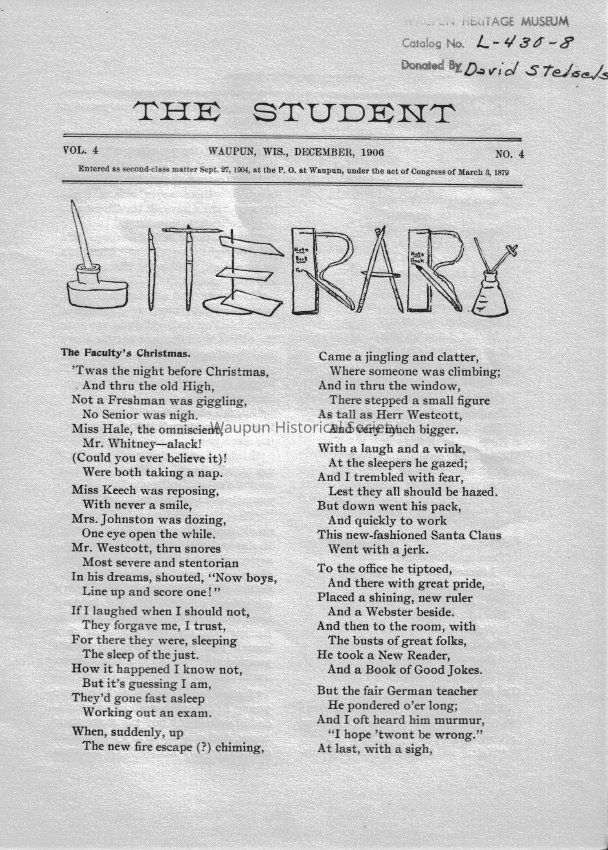 WAUPUN HERITAGE MUSEUM
Catalog No. L-430-8
Donated By David Stelsels
THE STUDENT
VOL. 4 WAUPUN, WIS., DECEMBER, 1906 NO. 4
Entered as second-class matter Sept. 27, 1904, at the P. O. at Waupun, under the act of Congress of March 3, 1879
LITERARY
Note Book
Note Book
The Faculty's Christmas.
'Twas the night before Christmas,
And thru the old High,
Not a Freshman was giggling,
No Senior was nigh.
Miss Hale, the omniscient,
Mr. Whitney—alack!
(Could you ever believe it)!
Were both taking a nap.
Miss Keech was reposing,
With never a smile,
Mrs. Johnston was dozing,
One eye open the while.
Mr. Westcott, thru snores
Most severe and stentorian
In his dreams, shouted, "Now boys,
Line up and score one!"
If I laughed when I should not,
They forgave me, I trust,
For there they were, sleeping
The sleep of the just.
How it happened I know not,
But it's guessing I am,
They'd gone fast asleep
Working out an exam.
When, suddenly, up
The new fire escape (?) chiming,
Came a jingling and clatter,
Where someone was climbing;
And in thru the window,
There stepped a small figure
As tall as Herr Westcott,
And very much bigger.
With a laugh and a wink,
At the sleepers he gazed;
And I trembled with fear,
Lest they all should be hazed.
But down went his pack,
And quickly to work
This new-fashioned Santa Claus
Went with a jerk.
To the office he tiptoed,
And there with great pride,
Placed a shining, new ruler
And a Webster beside.
And then to the room, with
The busts of great folks,
He took a New Reader,
And a Book of Good Jokes.
But the fair German teacher
He pondered o'er long;
And I oft heard him murmur,
"I hope 'twont be wrong."
At last, with a sigh,
Waupun Historical Society